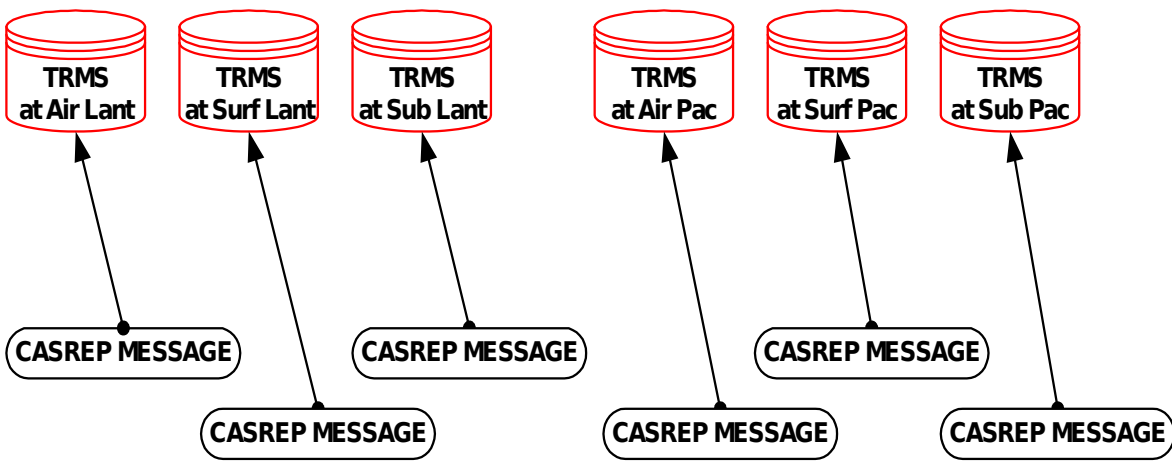 TRMS
at Air Lant
TRMS
at Surf Lant
TRMS
at Sub Lant
TRMS
at Air Pac
TRMS
at Surf Pac
TRMS
at Sub Pac
CASREP MESSAGE
CASREP MESSAGE
CASREP MESSAGE
CASREP MESSAGE
CASREP MESSAGE
CASREP MESSAGE